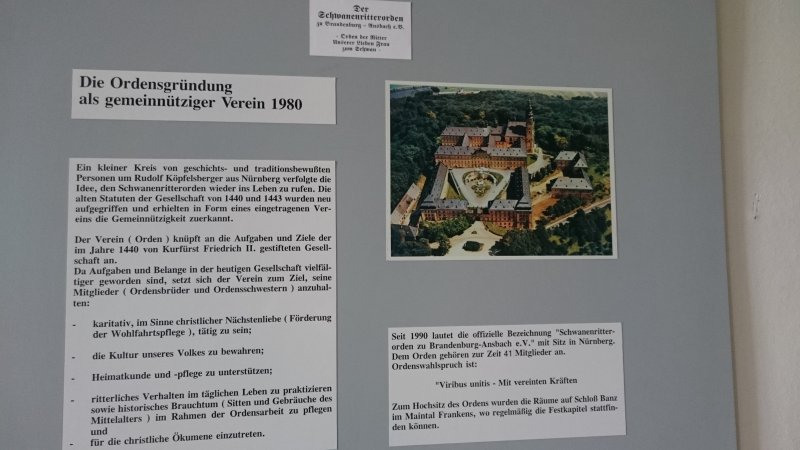 Der
Schwanenritterorden
zu Brandenburg - Ansbach e.V.
- Orden der Ritter
Unserer Lieben Frau
zum Schwan -
Die Ordensgründung
als gemeinnütziger Verein 1980
Ein kleiner Kreis von geschichts- und traditionsbewußten
Personen um Rudolf Köpfelsberger aus Nürnberg verfolgte die
Idee, den Schwanenritterorden wieder ins Leben zu rufen. Die
alten Statuten der Gesellschaft von 1440 und 1443 wurden neu
aufgegriffen und erhielten in Form eines eingetragenen Ver-
eins die Gemeinnützigkeit zuerkannt.
Der Verein ( Orden ) knüpft an die Aufgaben und Ziele der
im Jahre 1440 von Kurfürst Friedrich II. gestifteten Gesell-
schaft an.
Da Aufgaben und Belange in der heutigen Gesellschaft vielfäl-
tiger geworden sind, setzt sich der Verein zum Ziel, seine
Mitglieder ( Ordensbrüder und Ordensschwestern ) anzuhal-
ten:
- karitativ, im Sinne christlicher Nächstenliebe ( Förderung
der Wohlfahrtspflege ), tätig zu sein;
- die Kultur unseres Volkes zu bewahren;
- Heimatkunde und -pflege zu unterstützen;
- ritterliches Verhalten im täglichen Leben zu praktizieren
sowie historisches Brauchtum ( Sitten und Gebräuche des
Mittelalters ) im Rahmen der Ordensarbeit zu pflegen
und
- für die christliche Ökumene einzutreten.
Seit 1990 lautet die offizielle Bezeichnung "Schwanenritter-
orden zu Brandenburg-Ansbach e.V." mit Sitz in Nürnberg.
Dem Orden gehören zur Zeit 41 Mitglieder an.
Ordenswahlspruch ist:
"Viribus unitis - Mit vereinten Kräften
Zum Hochsitz des Ordens wurden die Räume auf Schloß Banz
im Maintal Frankens, wo regelmäßig die Festkapitel stattfin-
den können.